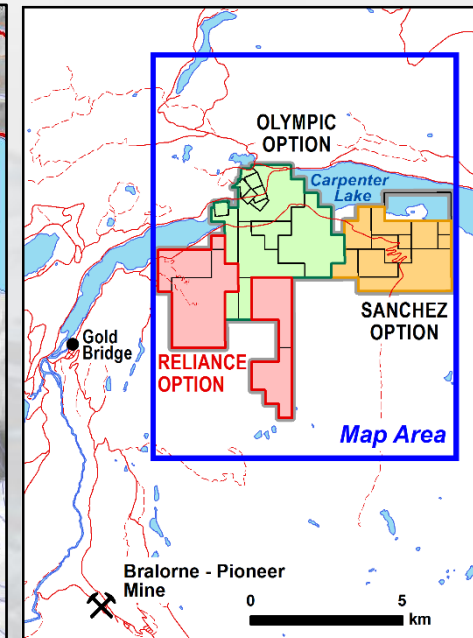 OLYMPIC
OPTION
Carpenter
Lake
SANCHEZ
OPTION
Gold
Bridge
RELIANCE
OPTION
Map Area
Bralorne - Pioneer
Mine
0 5
km